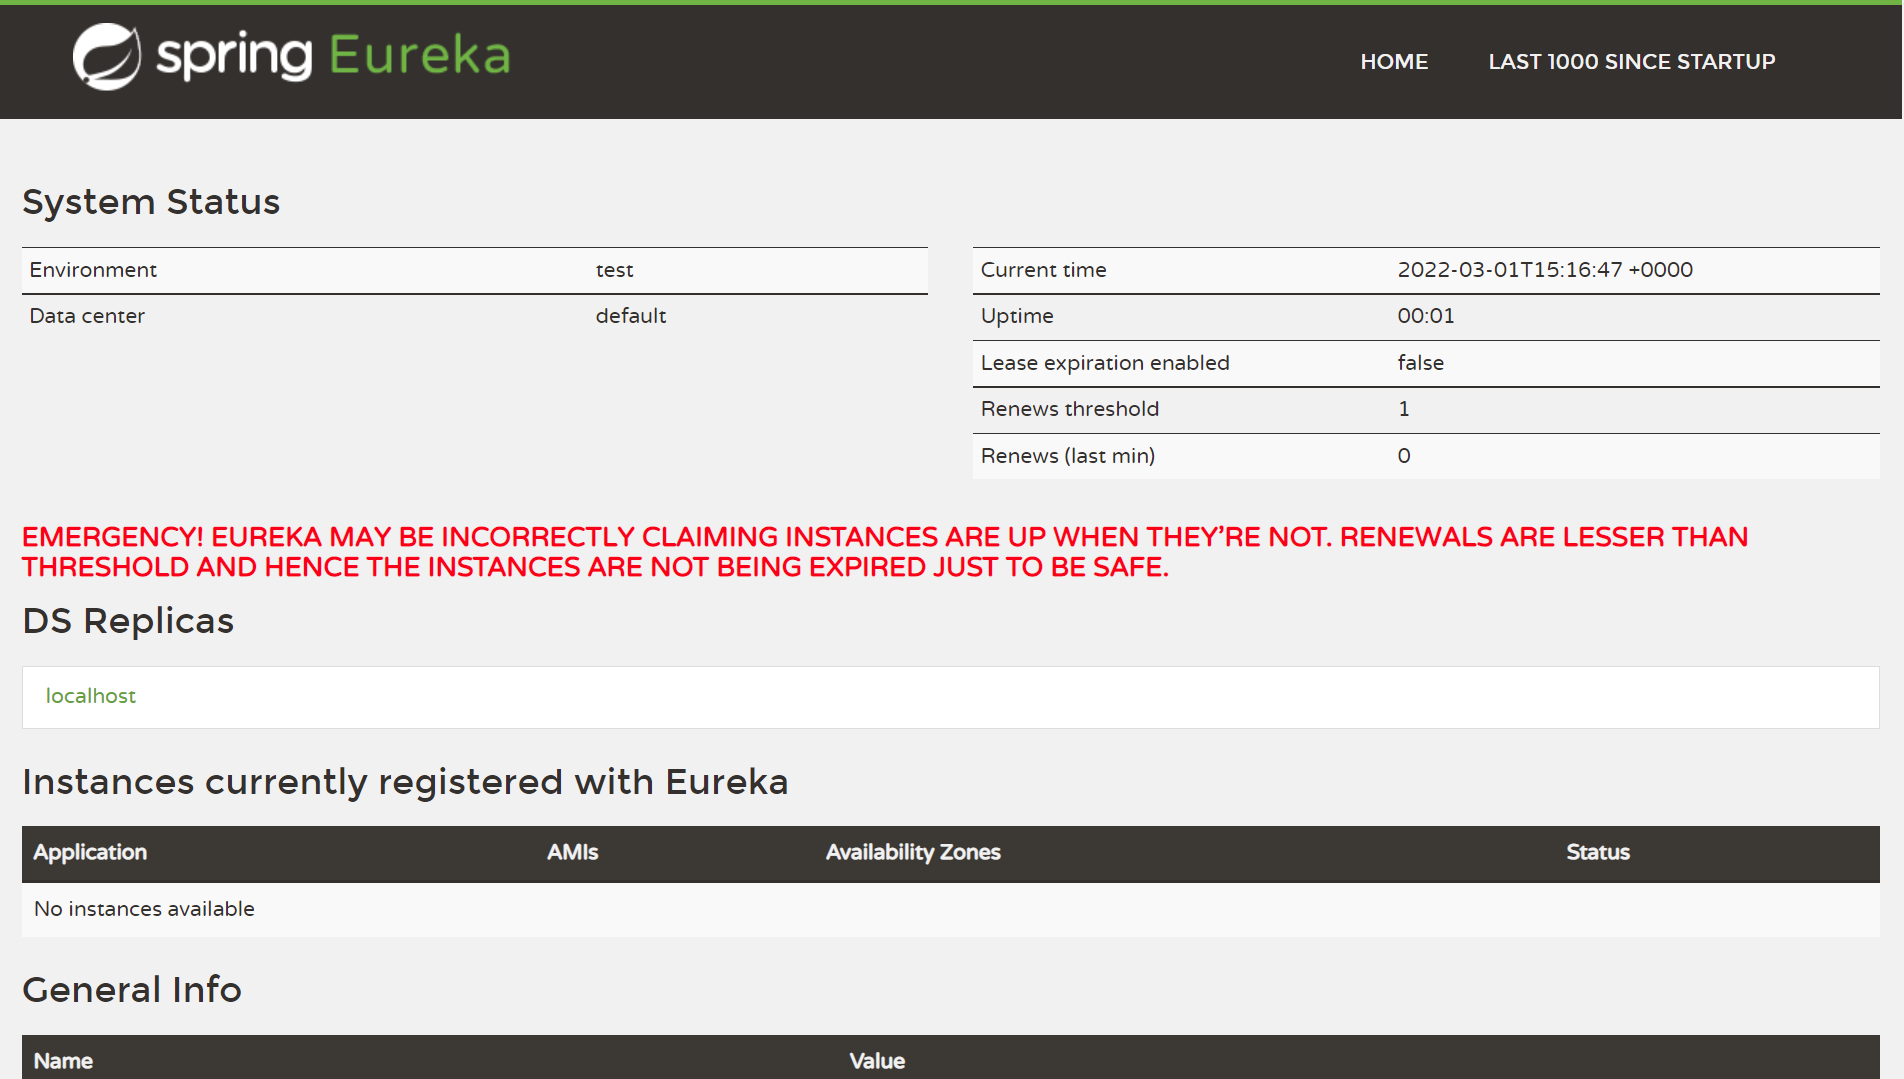 spring Eureka
HOME LAST 1000 SINCE STARTUP
System Status
Environment test
Data center default
Current time 2022-03-01T15:16:47 +0000
Uptime 00:01
Lease expiration enabled false
Renews threshold 1
Renews (last min) 0
EMERGENCY! EUREKA MAY BE INCORRECTLY CLAIMING INSTANCES ARE UP WHEN THEY’RE NOT. RENEWALS ARE LESSER THAN
THRESHOLD AND HENCE THE INSTANCES ARE NOT BEING EXPIRED JUST TO BE SAFE.
DS Replicas
localhost
Instances currently registered with Eureka
Application AMIs Availability Zones Status
No instances available
General Info
Name Value